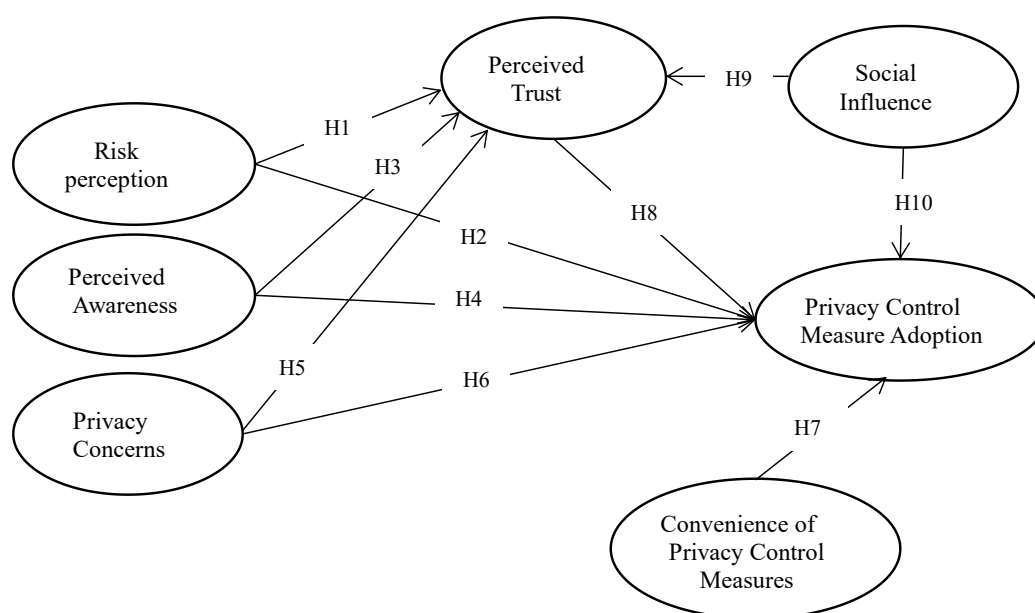 Perceived
Trust
Social
Influence
H9
H1
Risk
perception
H3
H2
H8
H10
Perceived
Awareness
H4
Privacy Control
Measure Adoption
H5
H6
Privacy
Concerns
H7
Convenience of
Privacy Control
Measures